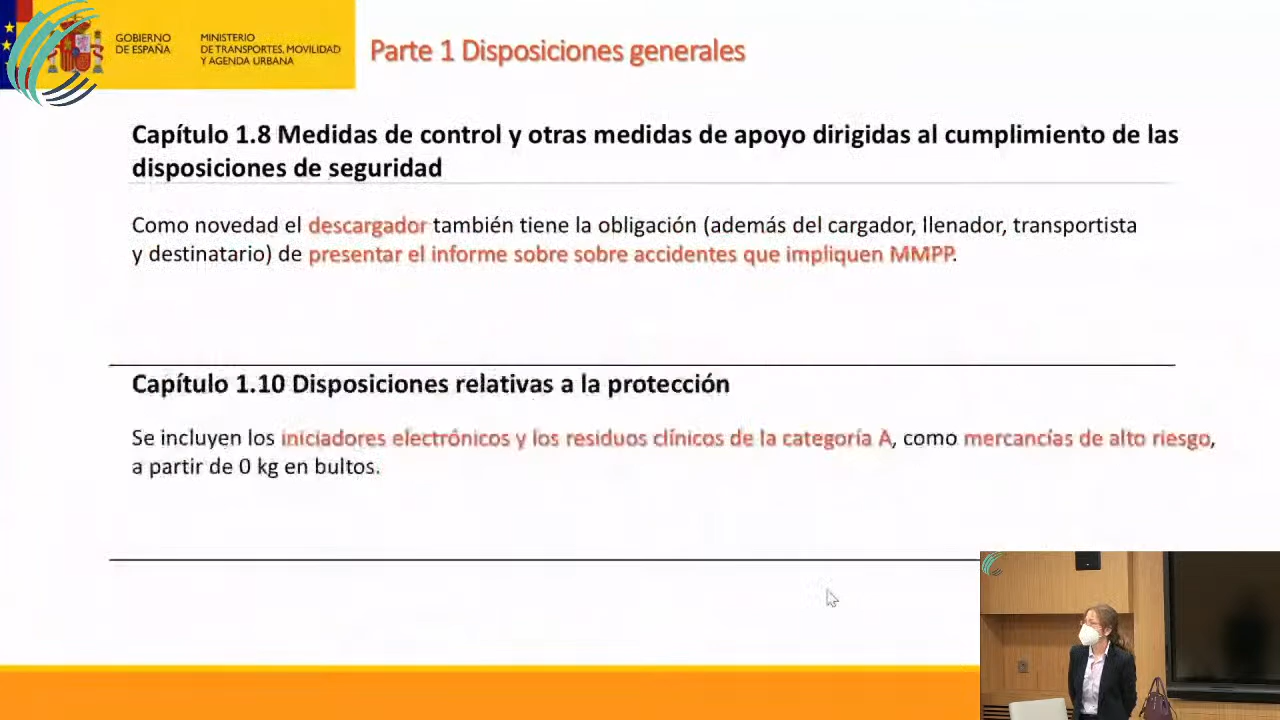 GOBIERNO
DE ESPAÑA
MINISTERIO
DE TRANSPORTES, MOVILIDAD
Y AGENDA URBANA
Parte 1 Disposiciones generales
Capítulo 1.8 Medidas de control y otras medidas de apoyo dirigidas al cumplimiento de las
disposiciones de seguridad
Como novedad el descargador también tiene la obligación (además del cargador, llenador, transportista
y destinatario) de presentar el informe sobre sobre accidentes que impliquen MMPP.
Capítulo 1.10 Disposiciones relativas a la protección
Se incluyen los iniciadores electrónicos y los residuos clínicos de la categoría A, como mercancías de alto riesgo,
a partir de 0 kg en bultos.